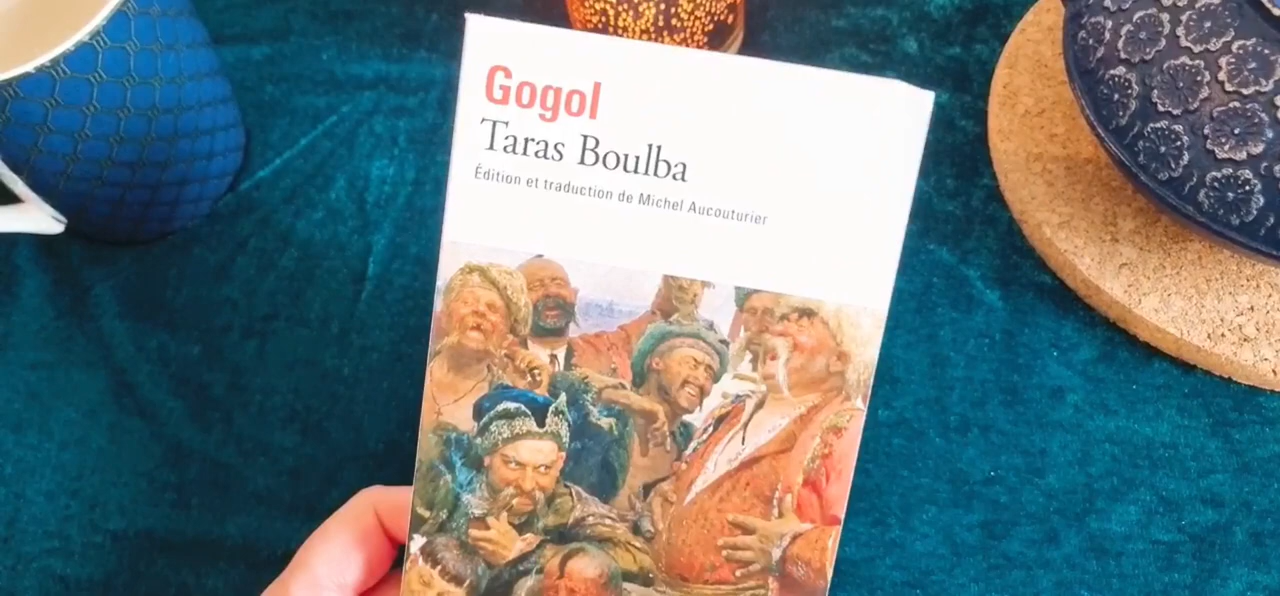 Gogol
Taras Boulba
Édition et traduction de Michel Aucouturier